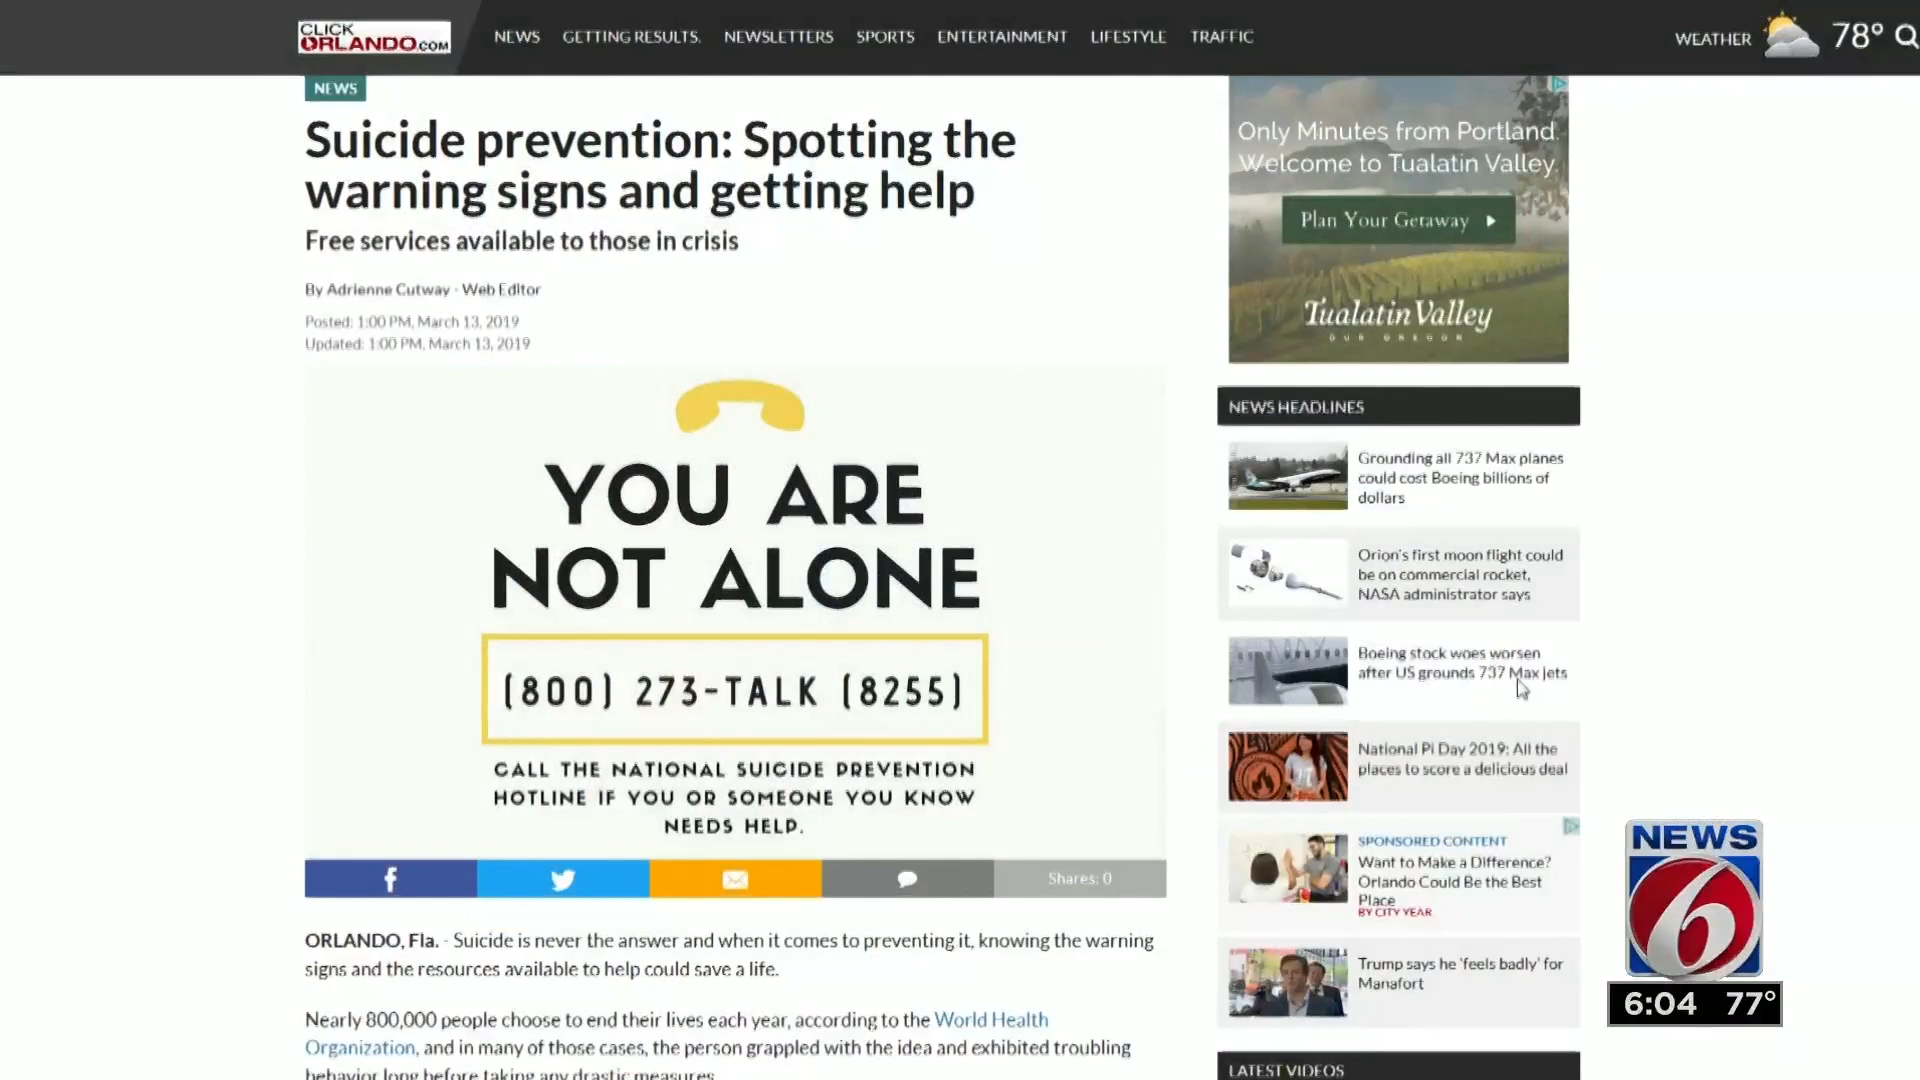 CLICK
ORLANDO.COM
NEWS GETTING RESULTS. NEWSLETTERS SPORTS ENTERTAINMENT LIFESTYLE TRAFFIC
WEATHER 78°
NEWS
Suicide prevention: Spotting the
warning signs and getting help
Free services available to those in crisis
By Adrienne Cutway - Web Editor
Posted: 1:00 PM, March 13, 2019
Updated: 1:00 PM, March 13, 2019
YOU ARE
NOT ALONE
(800) 273-TALK (8255)
CALL THE NATIONAL SUICIDE PREVENTION
HOTLINE IF YOU OR SOMEONE YOU KNOW
NEEDS HELP.
Shares: 0
ORLANDO, Fla. - Suicide is never the answer and when it comes to preventing it, knowing the warning
signs and the resources available to help could save a life.
Nearly 800,000 people choose to end their lives each year, according to the World Health
Organization, and in many of those cases, the person grappled with the idea and exhibited troubling
behavior long before taking any drastic measures.
Only Minutes from Portland.
Welcome to Tualatin Valley.
Plan Your Getaway
Tualatin Valley
OUR OREGON
NEWS HEADLINES
Grounding all 737 Max planes
could cost Boeing billions of
dollars
Orion's first moon flight could
be on commercial rocket,
NASA administrator says
Boeing stock woes worsen
after US grounds 737 Max jets
National Pi Day 2019: All the
places to score a delicious deal
SPONSORED CONTENT
Want to Make a Difference?
Orlando Could Be the Best
Place
BY CITY YEAR
Trump says he 'feels badly' for
Manafort
LATEST VIDEOS
NEWS
6
6:04 77°